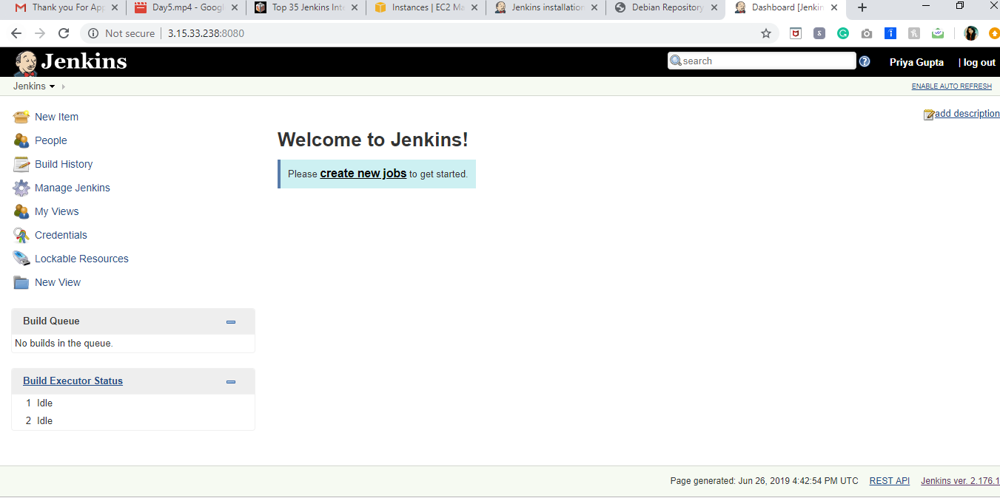 Thank you For App
Day5.mp4 - Googl
Top 35 Jenkins Inte
Instances | EC2 Ma
Jenkins installation
Debian Repository
Dashboard [Jenkin
Not secure | 3.15.33.238:8080
Jenkins
search
Priya Gupta
| log out
Jenkins
ENABLE AUTO REFRESH
New Item
People
Build History
Manage Jenkins
My Views
Credentials
Lockable Resources
New View
add description
Welcome to Jenkins!
Please create new jobs to get started.
Build Queue
No builds in the queue.
Build Executor Status
1 Idle
2 Idle
Page generated: Jun 26, 2019 4:42:54 PM UTC
REST API
Jenkins ver. 2.176.1